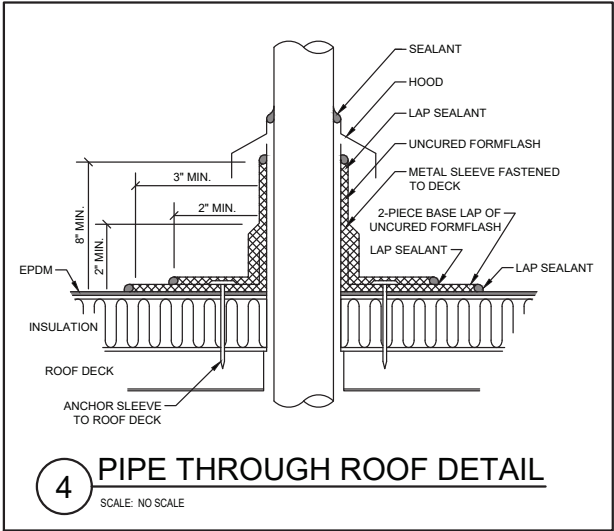 SEALANT
HOOD
LAP SEALANT
UNCURED FORMFLASH
METAL SLEEVE FASTENED
TO DECK
2-PIECE BASE LAP OF
UNCURED FORMFLASH
LAP SEALANT
LAP SEALANT
3" MIN.
2" MIN.
8" MIN.
2" MIN.
EPDM
INSULATION
ROOF DECK
ANCHOR SLEEVE
TO ROOF DECK
4
PIPE THROUGH ROOF DETAIL
SCALE: NO SCALE